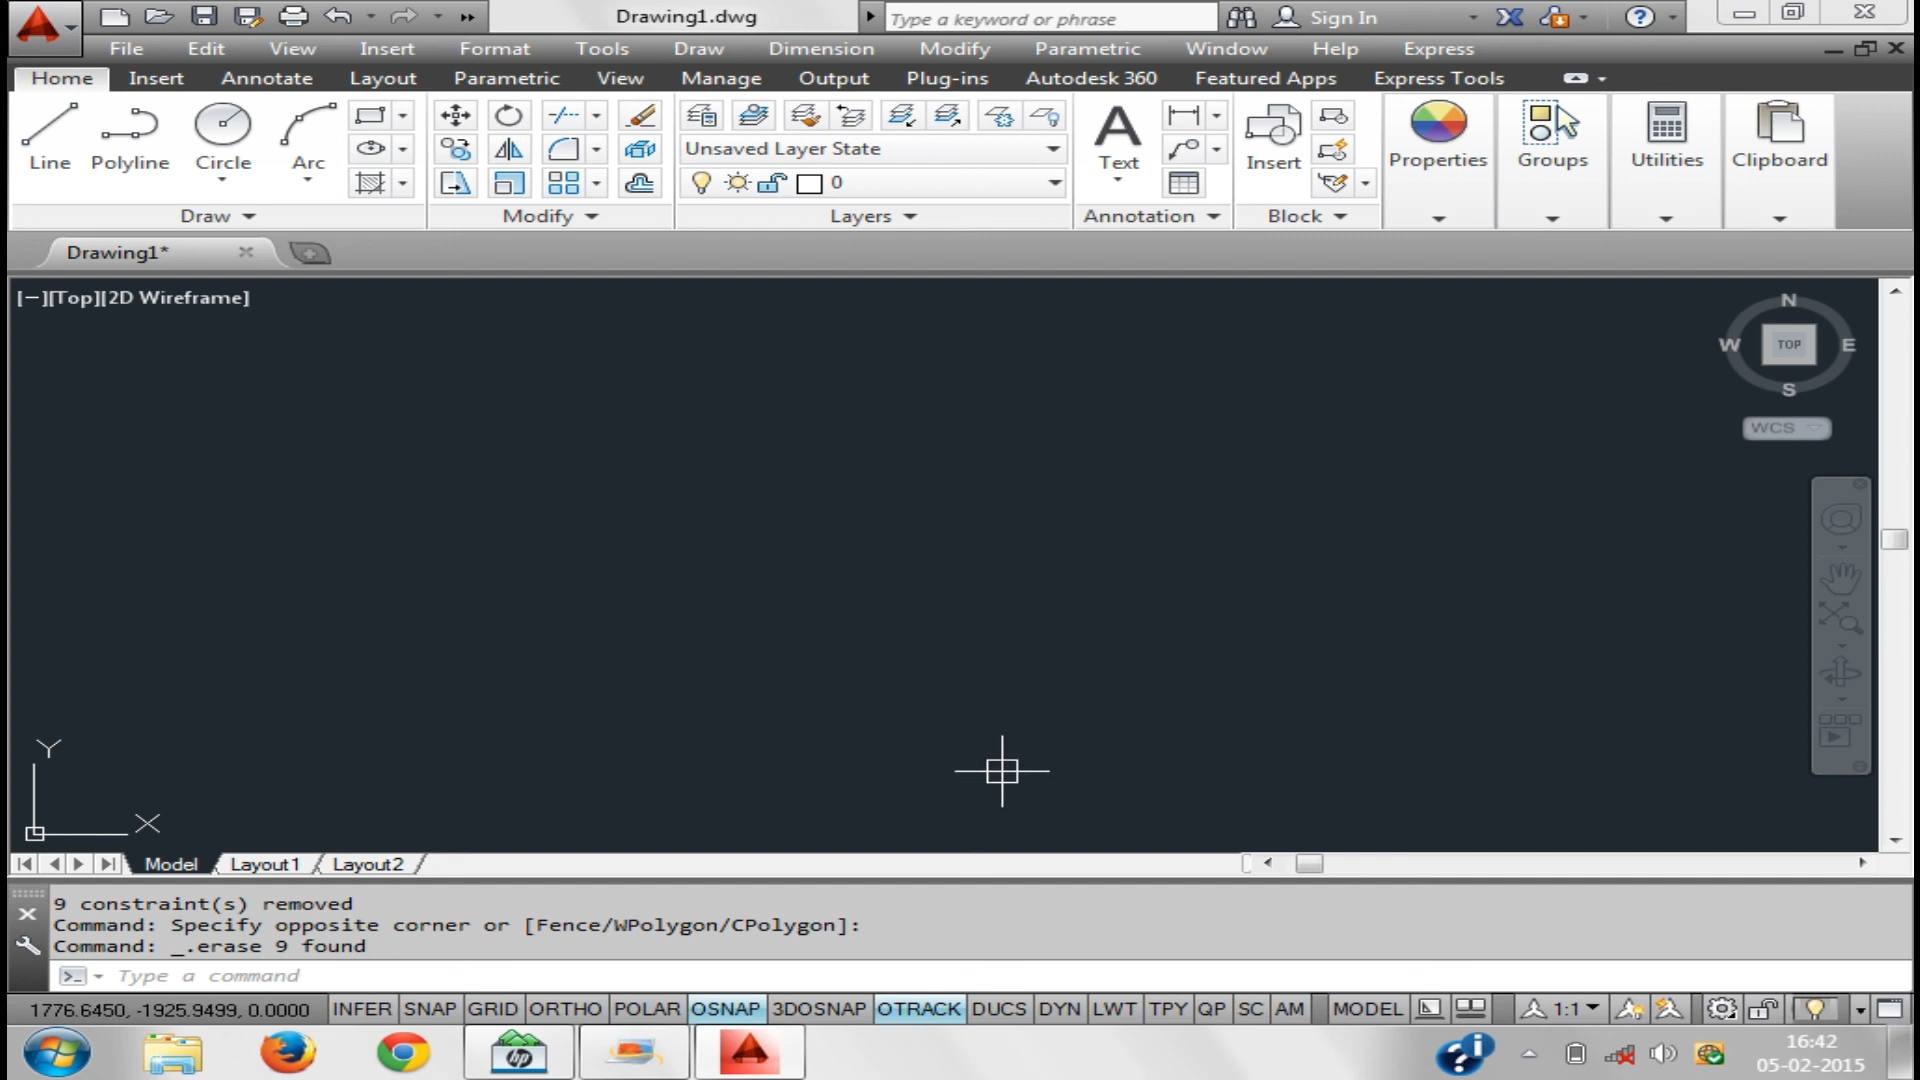 Drawing1.dwg
Type a keyword or phrase
Sign In
File Edit View Insert Format Tools Draw Dimension Modify Parametric Window Help Express
Home Insert Annotate Layout Parametric View Manage Output Plug-ins Autodesk 360 Featured Apps Express Tools
Line Polyline Circle Arc
Unsaved Layer State
0
Text
Insert
Properties Groups Utilities Clipboard
Draw Modify Layers Annotation Block
Drawing1*
[−][Top][2D Wireframe]
N
W TOP E
S
WCS
Y
X
Model Layout1 Layout2
9 constraint(s) removed
Command: Specify opposite corner or [Fence/WPolygon/CPolygon]:
Command: _.erase 9 found
Type a command
1776.6450, -1925.9499, 0.0000 INFER SNAP GRID ORTHO POLAR OSNAP 3DOSNAP OTRACK DUCS DYN LWT TPY QP SC AM MODEL 1:1
hp
16:42
05-02-2015